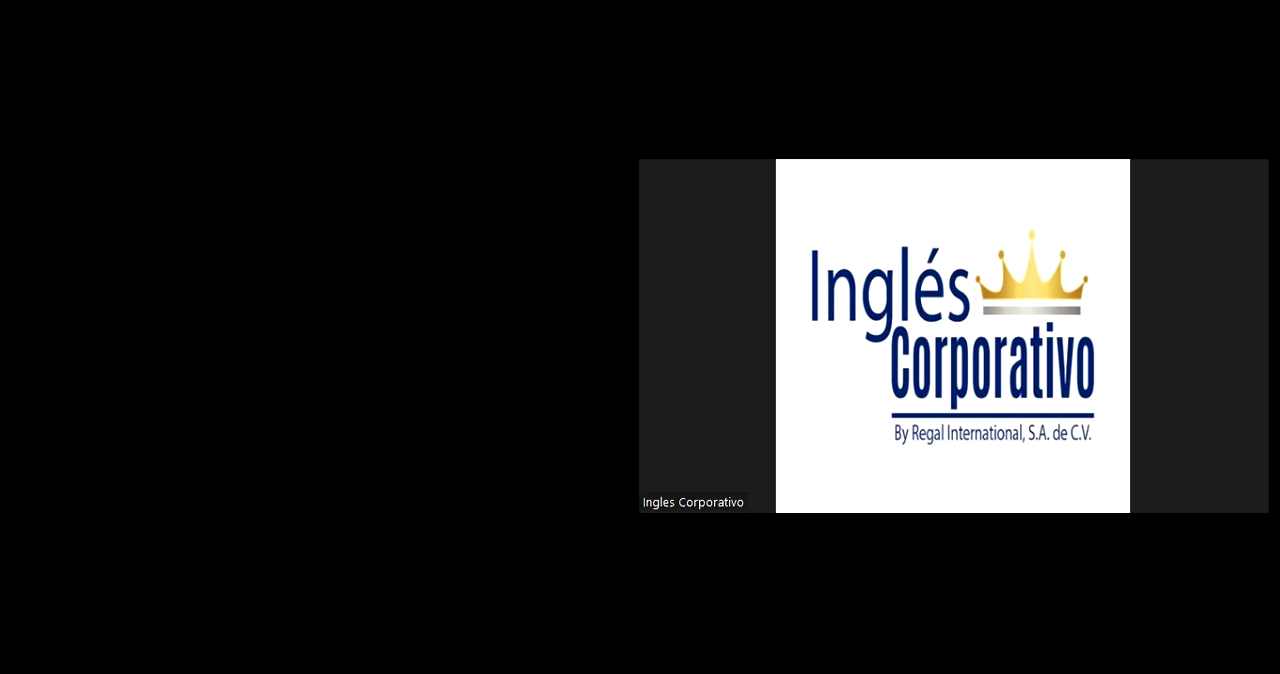 Inglés
Corporativo
By Regal International, S.A. de C.V.
Ingles Corporativo